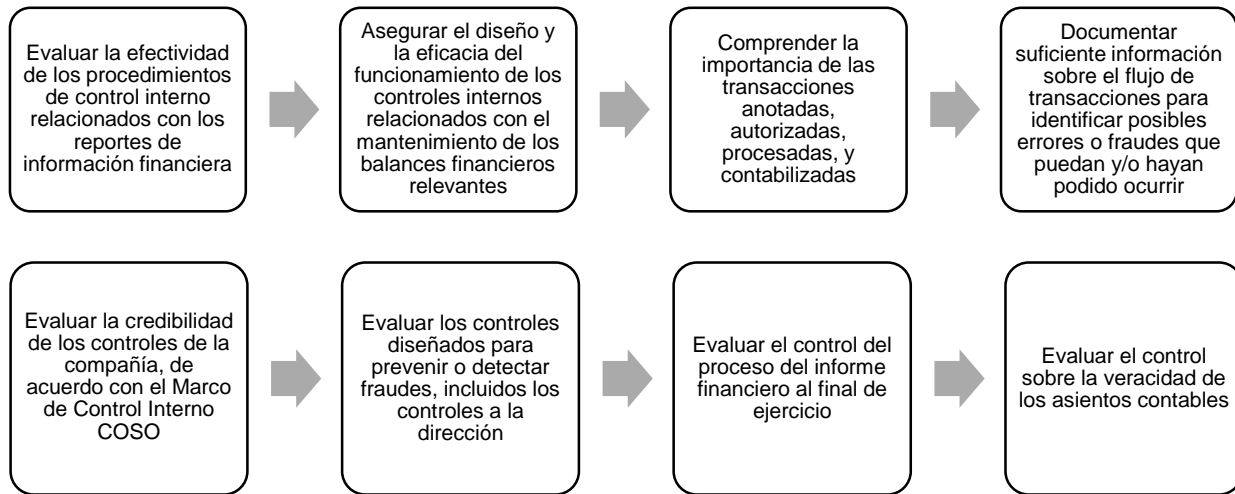 Evaluar la efectividad
de los procedimientos
de control interno
relacionados con los
reportes de
información financiera
Asegurar el diseño y
la eficacia del
funcionamiento de los
controles internos
relacionados con el
mantenimiento de los
balances financieros
relevantes
Comprender la
importancia de las
transacciones
anotadas,
autorizadas,
procesadas, y
contabilizadas
Documentar
suficiente información
sobre el flujo de
transacciones para
identificar posibles
errores o fraudes que
puedan y/o hayan
podido ocurrir
Evaluar la credibilidad
de los controles de la
compañía, de
acuerdo con el Marco
de Control Interno
COSO
Evaluar los controles
diseñados para
prevenir o detectar
fraudes, incluidos los
controles a la
dirección
Evaluar el control del
proceso del informe
financiero al final de
ejercicio
Evaluar el control
sobre la veracidad de
los asientos contables